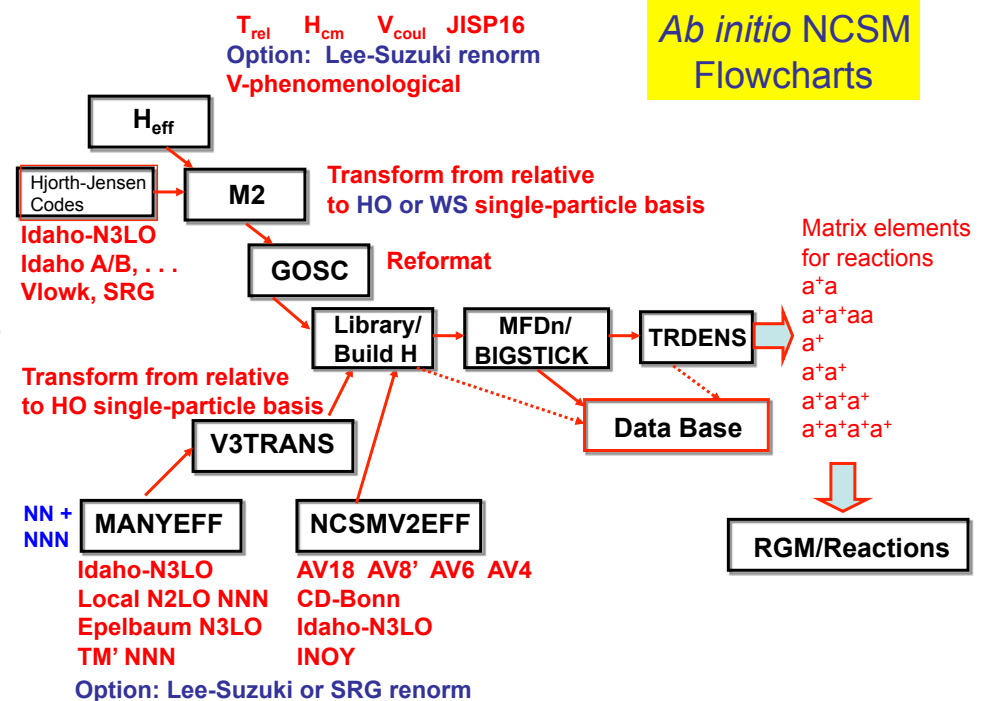 Ab initio NCSM
Flowcharts
T_rel H_cm V_coul JISP16
Option: Lee-Suzuki renorm
V-phenomenological
H_eff
Hjorth-Jensen
Codes
Idaho-N3LO
Idaho A/B, . . .
Vlowk, SRG
M2
Transform from relative
to HO or WS single-particle basis
GOSC
Reformat
Library/
Build H
MFDn/
BIGSTICK
TRDENS
Matrix elements
for reactions
a⁺a
a⁺a⁺aa
a⁺
a⁺a⁺
a⁺a⁺a⁺
a⁺a⁺a⁺a⁺
Transform from relative
to HO single-particle basis
V3TRANS
Data Base
NN +
NNN
MANYEFF
Idaho-N3LO
Local N2LO NNN
Epelbaum N3LO
TM’ NNN
NCSMV2EFF
AV18 AV8’ AV6 AV4
CD-Bonn
Idaho-N3LO
INOY
Option: Lee-Suzuki or SRG renorm
RGM/Reactions